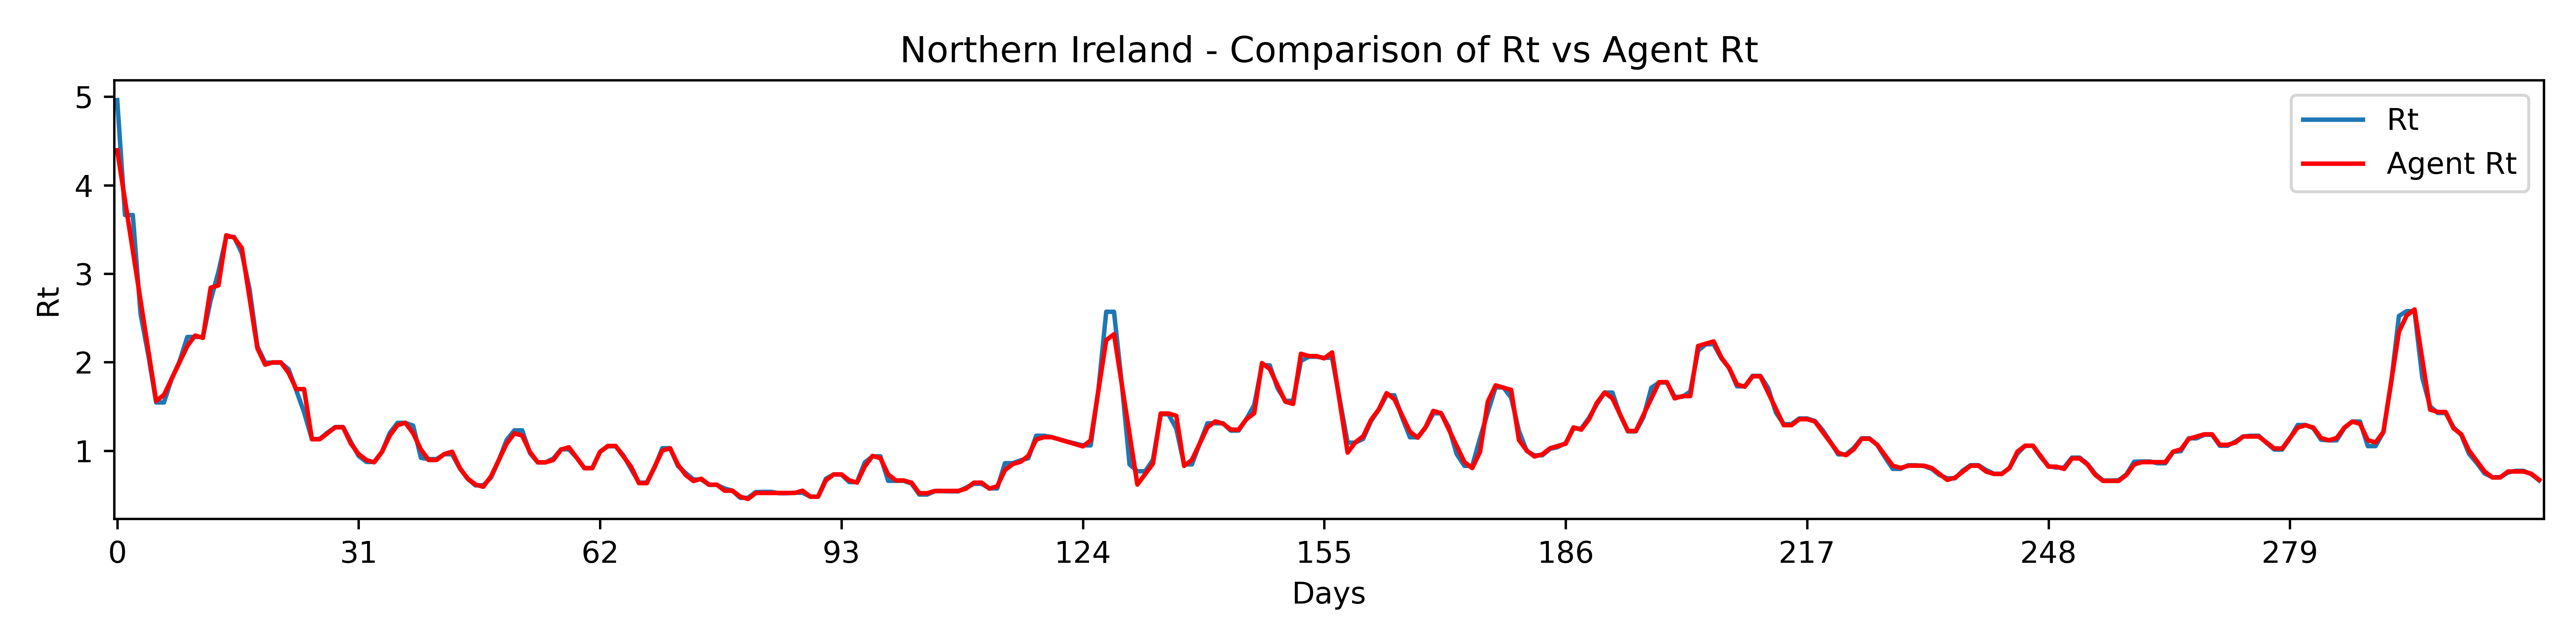 Northern Ireland - Comparison of Rt vs Agent Rt
Rt
5
4
3
2
1
Rt
Agent Rt
0 31 62 93 124 155 186 217 248 279
Days